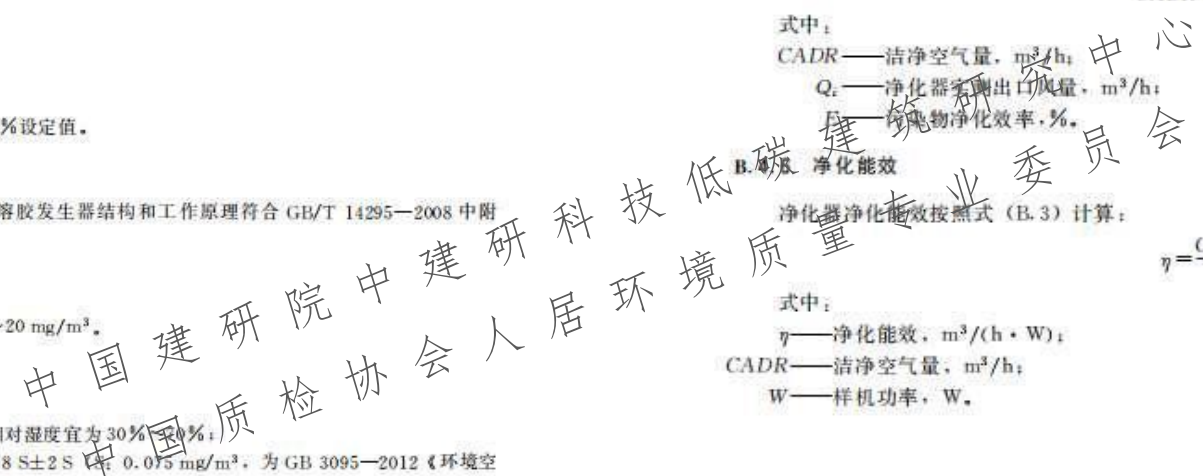 %设定值。
溶胶发生器结构和工作原理符合 GB/T 14295—2008 中附
20 mg/m³。
对湿度宜为 30%
8 S±2 S 0.075 mg/m³,为 GB 3095—2012《环境空
式中:
CADR——洁净空气量,m³/h;
净化器实测出口风量,m³/h;
污染物净化效率,%。
净化能效
净化器净化能效按照式(B.3)计算:
η=
式中:
η——净化能效,m³/(h·W);
CADR——洁净空气量,m³/h;
W——样机功率,W。
中国建研院中建研科技低碳建筑研究中心
中国质检协会人居环境质量专业委员会